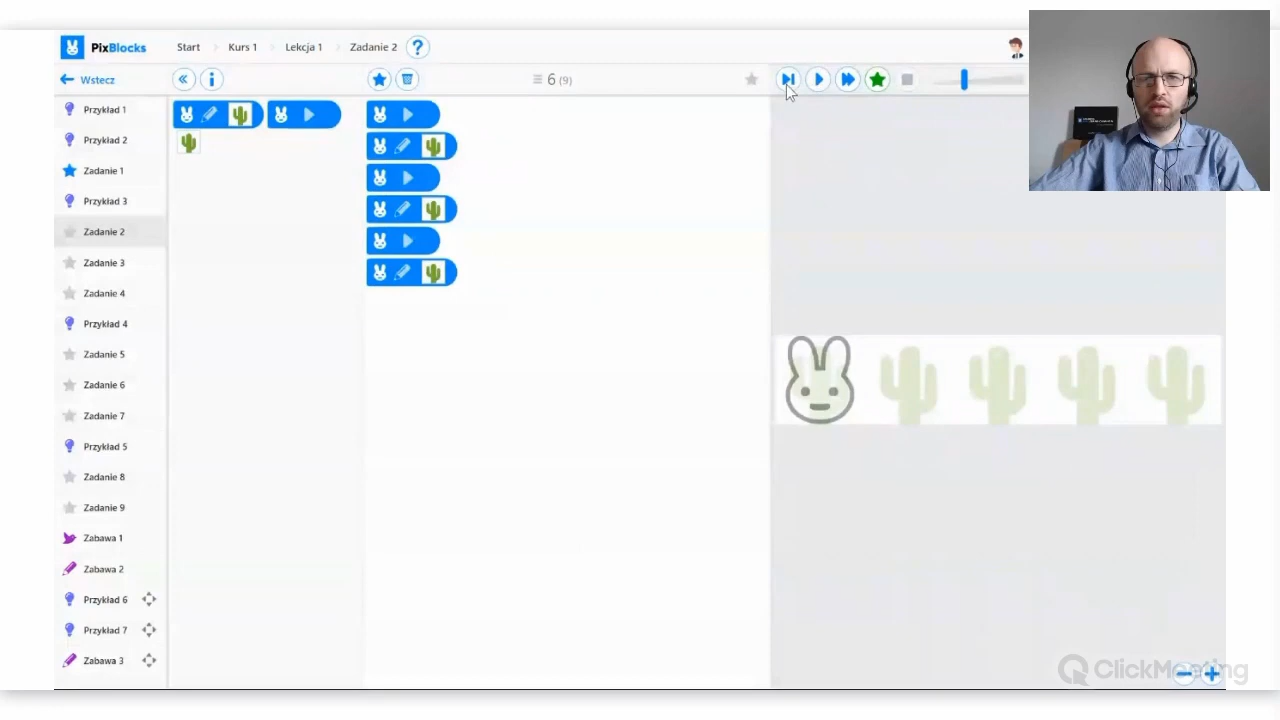 PixBlocks Start Kurs 1 Lekcja 1 Zadanie 2 ?
Wstecz
6 (9)
Przykład 1
Przykład 2
Zadanie 1
Przykład 3
Zadanie 2
Zadanie 3
Zadanie 4
Przykład 4
Zadanie 5
Zadanie 6
Zadanie 7
Przykład 5
Zadanie 8
Zadanie 9
Zabawa 1
Zabawa 2
Przykład 6
Przykład 7
Zabawa 3
ClickMeeting